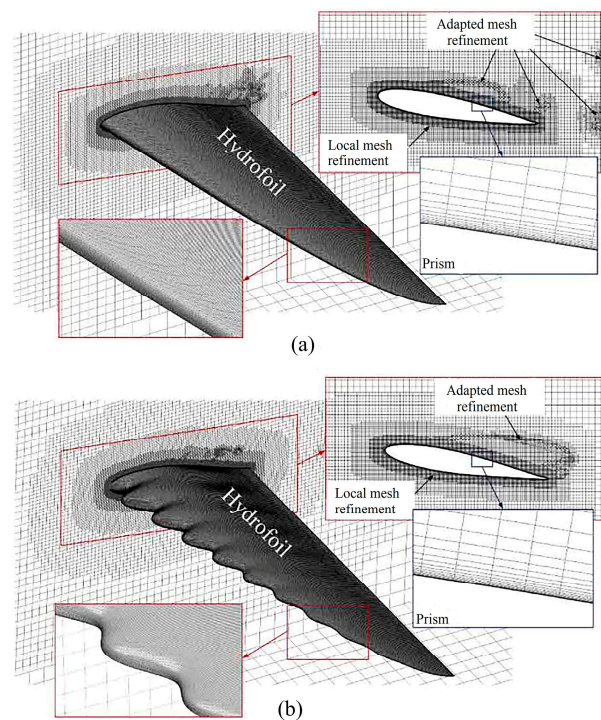 Adapted mesh
refinement
Hydrofoil
Local mesh
refinement
Prism
(a)
Adapted mesh
refinement
Hydrofoil
Local mesh
refinement
Prism
(b)